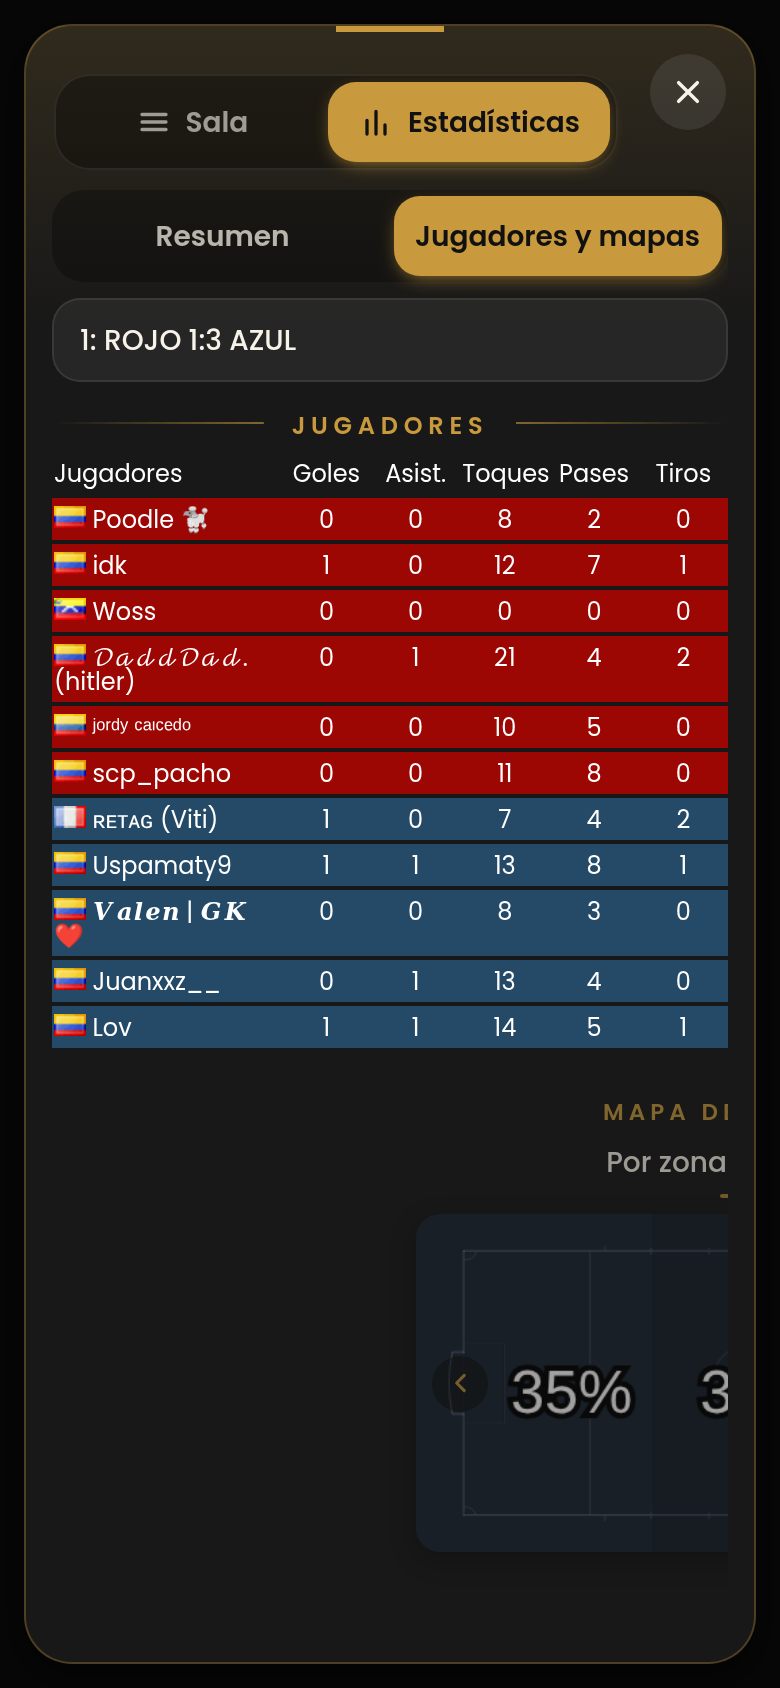 Sala
Estadísticas
Resumen
Jugadores y mapas
1: ROJO 1:3 AZUL
JUGADORES
Jugadores Goles Asist. Toques Pases Tiros
Poodle 🐩 0 0 8 2 0
idk 1 0 12 7 1
Woss 0 0 0 0 0
𝓓𝓪𝓭𝓭𝓓𝓪𝓭. 0 1 21 4 2
(hitler)
ʲᵒʳᵈʸ ᶜᵃᶦᶜᵉᵈᵒ 0 0 10 5 0
scp_pacho 0 0 11 8 0
ʀᴇᴛᴀɢ (Viti) 1 0 7 4 2
Uspamaty9 1 1 13 8 1
𝑽𝒂𝒍𝒆𝒏 | 𝑮𝑲 0 0 8 3 0
❤️
Juanxxz__ 0 1 13 4 0
Lov 1 1 14 5 1
MAPA
Por zona
35%